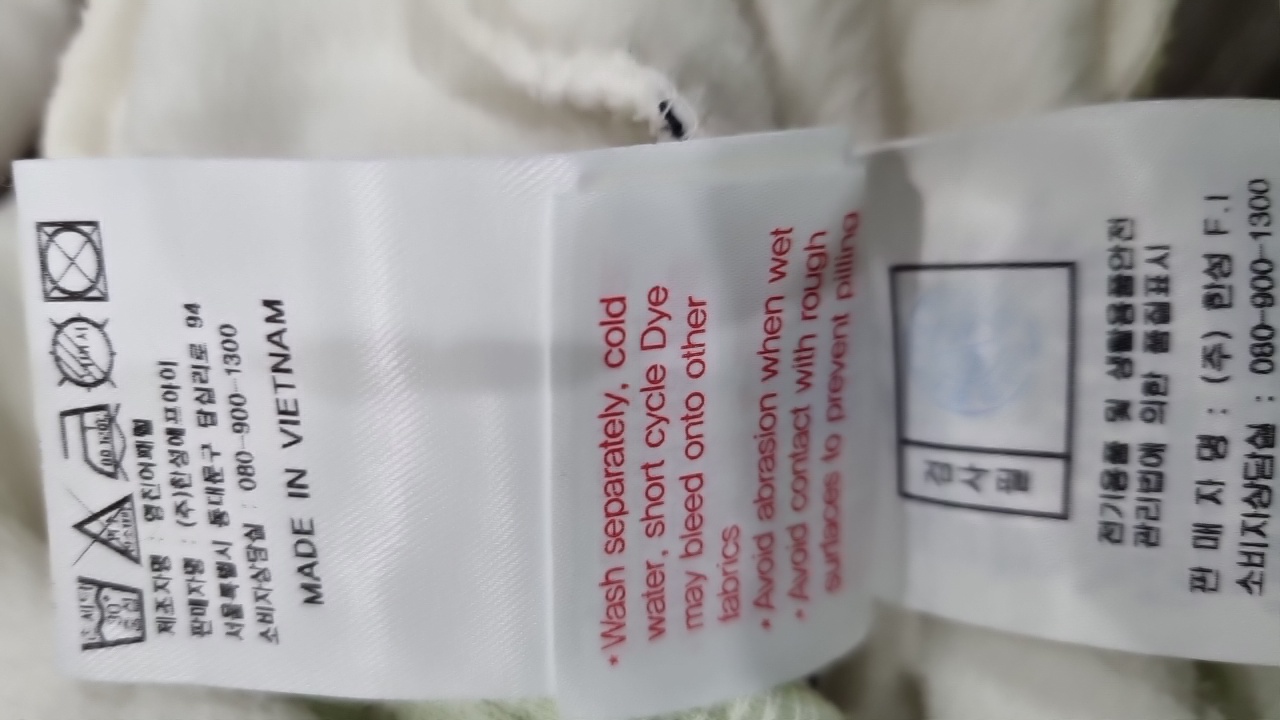 30°
중성
제조자명 : 영진어패럴
판매자명 : (주)한성에프아이
서울특별시 동대문구 답십리로 94
소비자상담실 : 080-900-1300
MADE IN VIETNAM
*Wash separately, cold
water, short cycle Dye
may bleed onto other
fabrics
*Avoid abrasion when wet
*Avoid contact with rough
surfaces to prevent pilling
검사필
전기용품 및 생활용품안전
관리법에 의한 품질표시
판 매 자 명 : (주) 한성 F.I
소비자상담실 : 080-900-1300